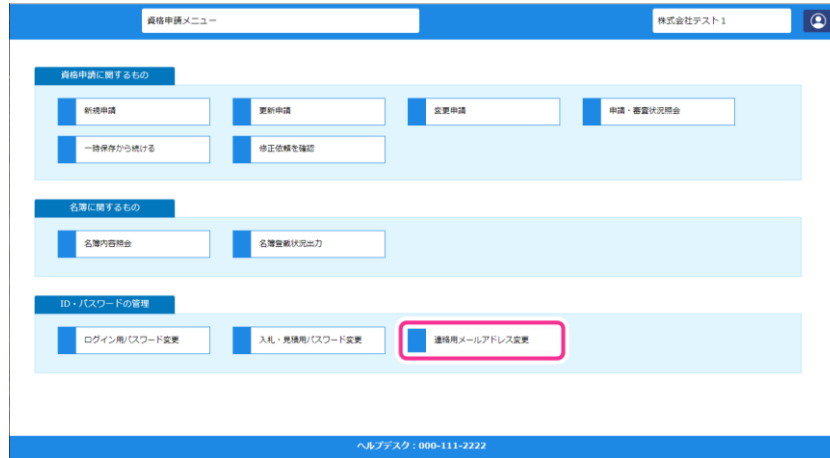 資格申請メニュー
株式会社テスト1
資格申請に関するもの
新規申請
更新申請
変更申請
申請・審査状況照会
一時保存から続ける
修正依頼を確認
名簿に関するもの
名簿内容照会
名簿登載状況出力
ID・パスワードの管理
ログイン用パスワード変更
入札・見積用パスワード変更
連絡用メールアドレス変更
ヘルプデスク：000-111-2222